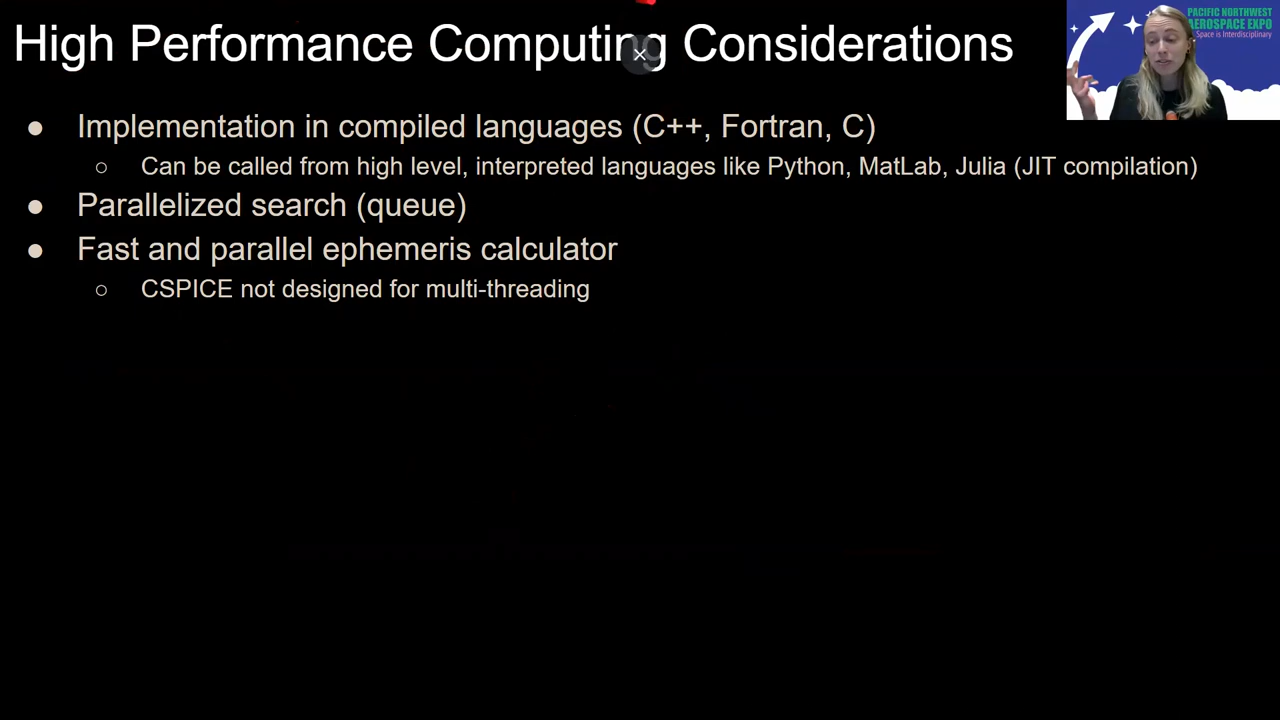 High Performance Computing Considerations
PACIFIC NORTHWEST
AEROSPACE EXPO
Space is Interdisciplinary
● Implementation in compiled languages (C++, Fortran, C)
○ Can be called from high level, interpreted languages like Python, MatLab, Julia (JIT compilation)
● Parallelized search (queue)
● Fast and parallel ephemeris calculator
○ CSPICE not designed for multi-threading